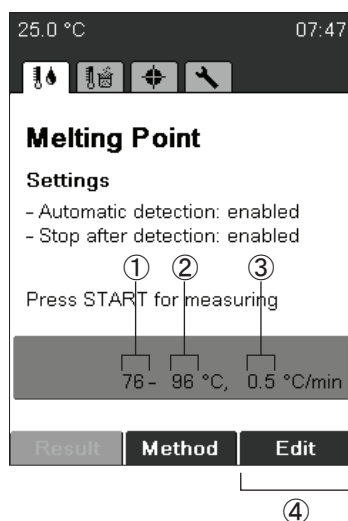 25.0 °C 07:47
Melting Point
Settings
- Automatic detection: enabled
- Stop after detection: enabled
① ② ③
Press START for measuring
76 - 96 °C, 0.5 °C/min
Result Method Edit
④